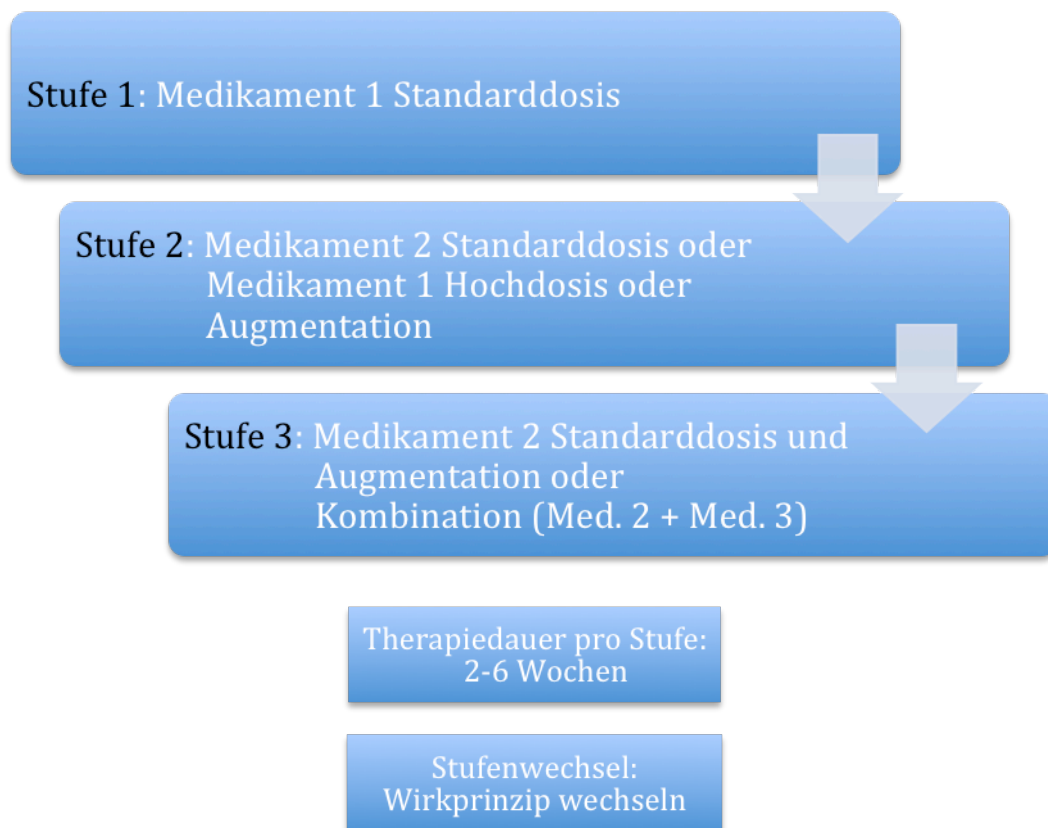 Stufe 1: Medikament 1 Standarddosis
Stufe 2: Medikament 2 Standarddosis oder
Medikament 1 Hochdosis oder
Augmentation
Stufe 3: Medikament 2 Standarddosis und
Augmentation oder
Kombination (Med. 2 + Med. 3)
Therapiedauer pro Stufe:
2-6 Wochen
Stufenwechsel:
Wirkprinzip wechseln